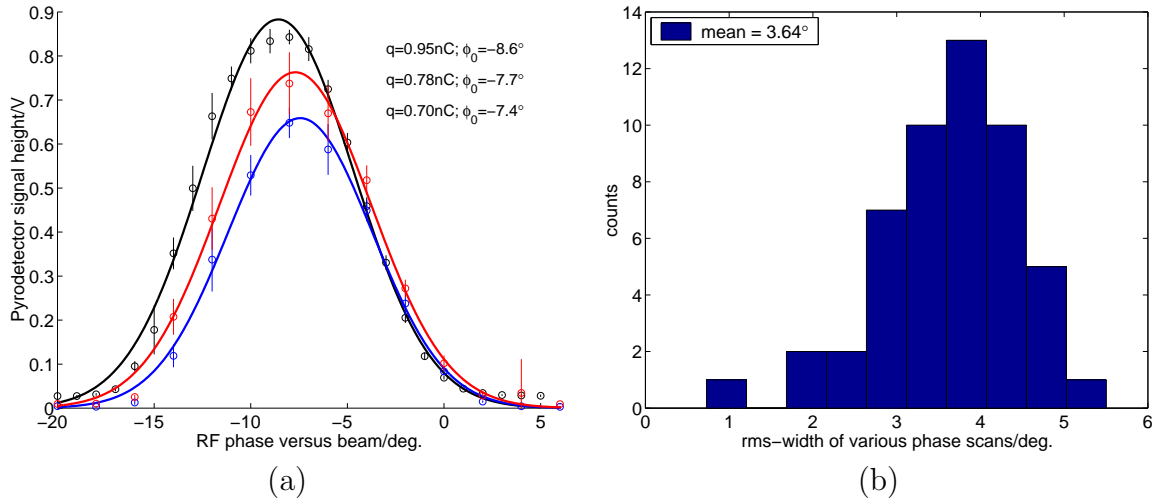 0.9
0.8
0.7
0.6
0.5
0.4
0.3
0.2
0.1
0
Pyrodetector signal height/V
q=0.95nC; ϕ₀=−8.6°
q=0.78nC; ϕ₀=−7.7°
q=0.70nC; ϕ₀=−7.4°
−20 −15 −10 −5 0 5
RF phase versus beam/deg.
(a)
14
12
10
8
6
4
2
0
counts
mean = 3.64°
0 1 2 3 4 5 6
rms−width of various phase scans/deg.
(b)